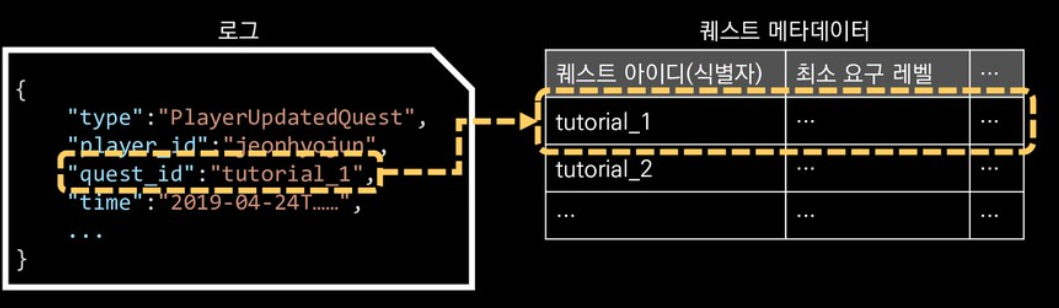 로그
{
"type":"PlayerUpdatedQuest",
"player_id":"jeonhyojun",
"quest_id":"tutorial_1",
"time":"2019-04-24T……",
...
}
퀘스트 메타데이터
퀘스트 아이디(식별자) 최소 요구 레벨 …
tutorial_1 … …
tutorial_2 … …
… … …